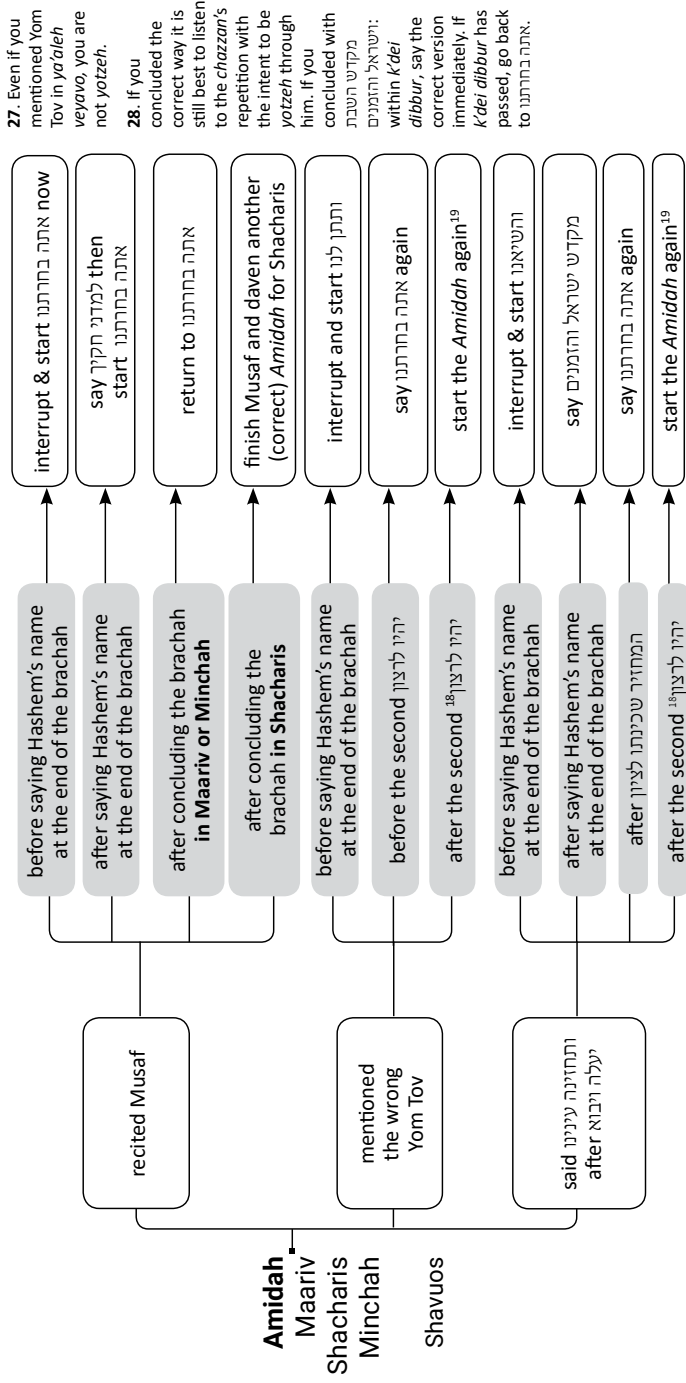 Amidah
Maariv
Shacharis
Minchah
Shavuos
recited Musaf
before saying Hashem's name
at the end of the brachah
interrupt & start אתה בחרתנו now
after saying Hashem's name
at the end of the brachah
say למדני חקיך then
start אתה בחרתנו
after concluding the brachah
in Maariv or Minchah
return to אתה בחרתנו
after concluding the
brachah in Shacharis
finish Musaf and daven another
(correct) Amidah for Shacharis
mentioned
the wrong
Yom Tov
before saying Hashem's name
at the end of the brachah
interrupt and start ותתן לנו
before the second יהיו לרצון
say אתה בחרתנו again
after the second יהיו לרצון18
start the Amidah again19
said ותחזינה עינינו
after יעלה ויבוא
before saying Hashem's name
at the end of the brachah
interrupt & start והשיאנו
after saying Hashem's name
at the end of the brachah
say מקדש ישראל והזמנים
after המחזיר שכינתו לציון
say אתה בחרתנו again
after the second יהיו לרצון18
start the Amidah again19
27. Even if you
mentioned Yom
Tov in ya'aleh
veyavo, you are
not yotzeh.
28. If you
concluded the
correct way it is
still best to listen
to the chazzan's
repetition with
the intent to be
yotzeh through
him. If you
concluded with
מקדש השבת
וישראל והזמנים:
within k'dei
dibbur, say the
correct version
immediately. If
k'dei dibbur has
passed, go back
to אתה בחרתנו.